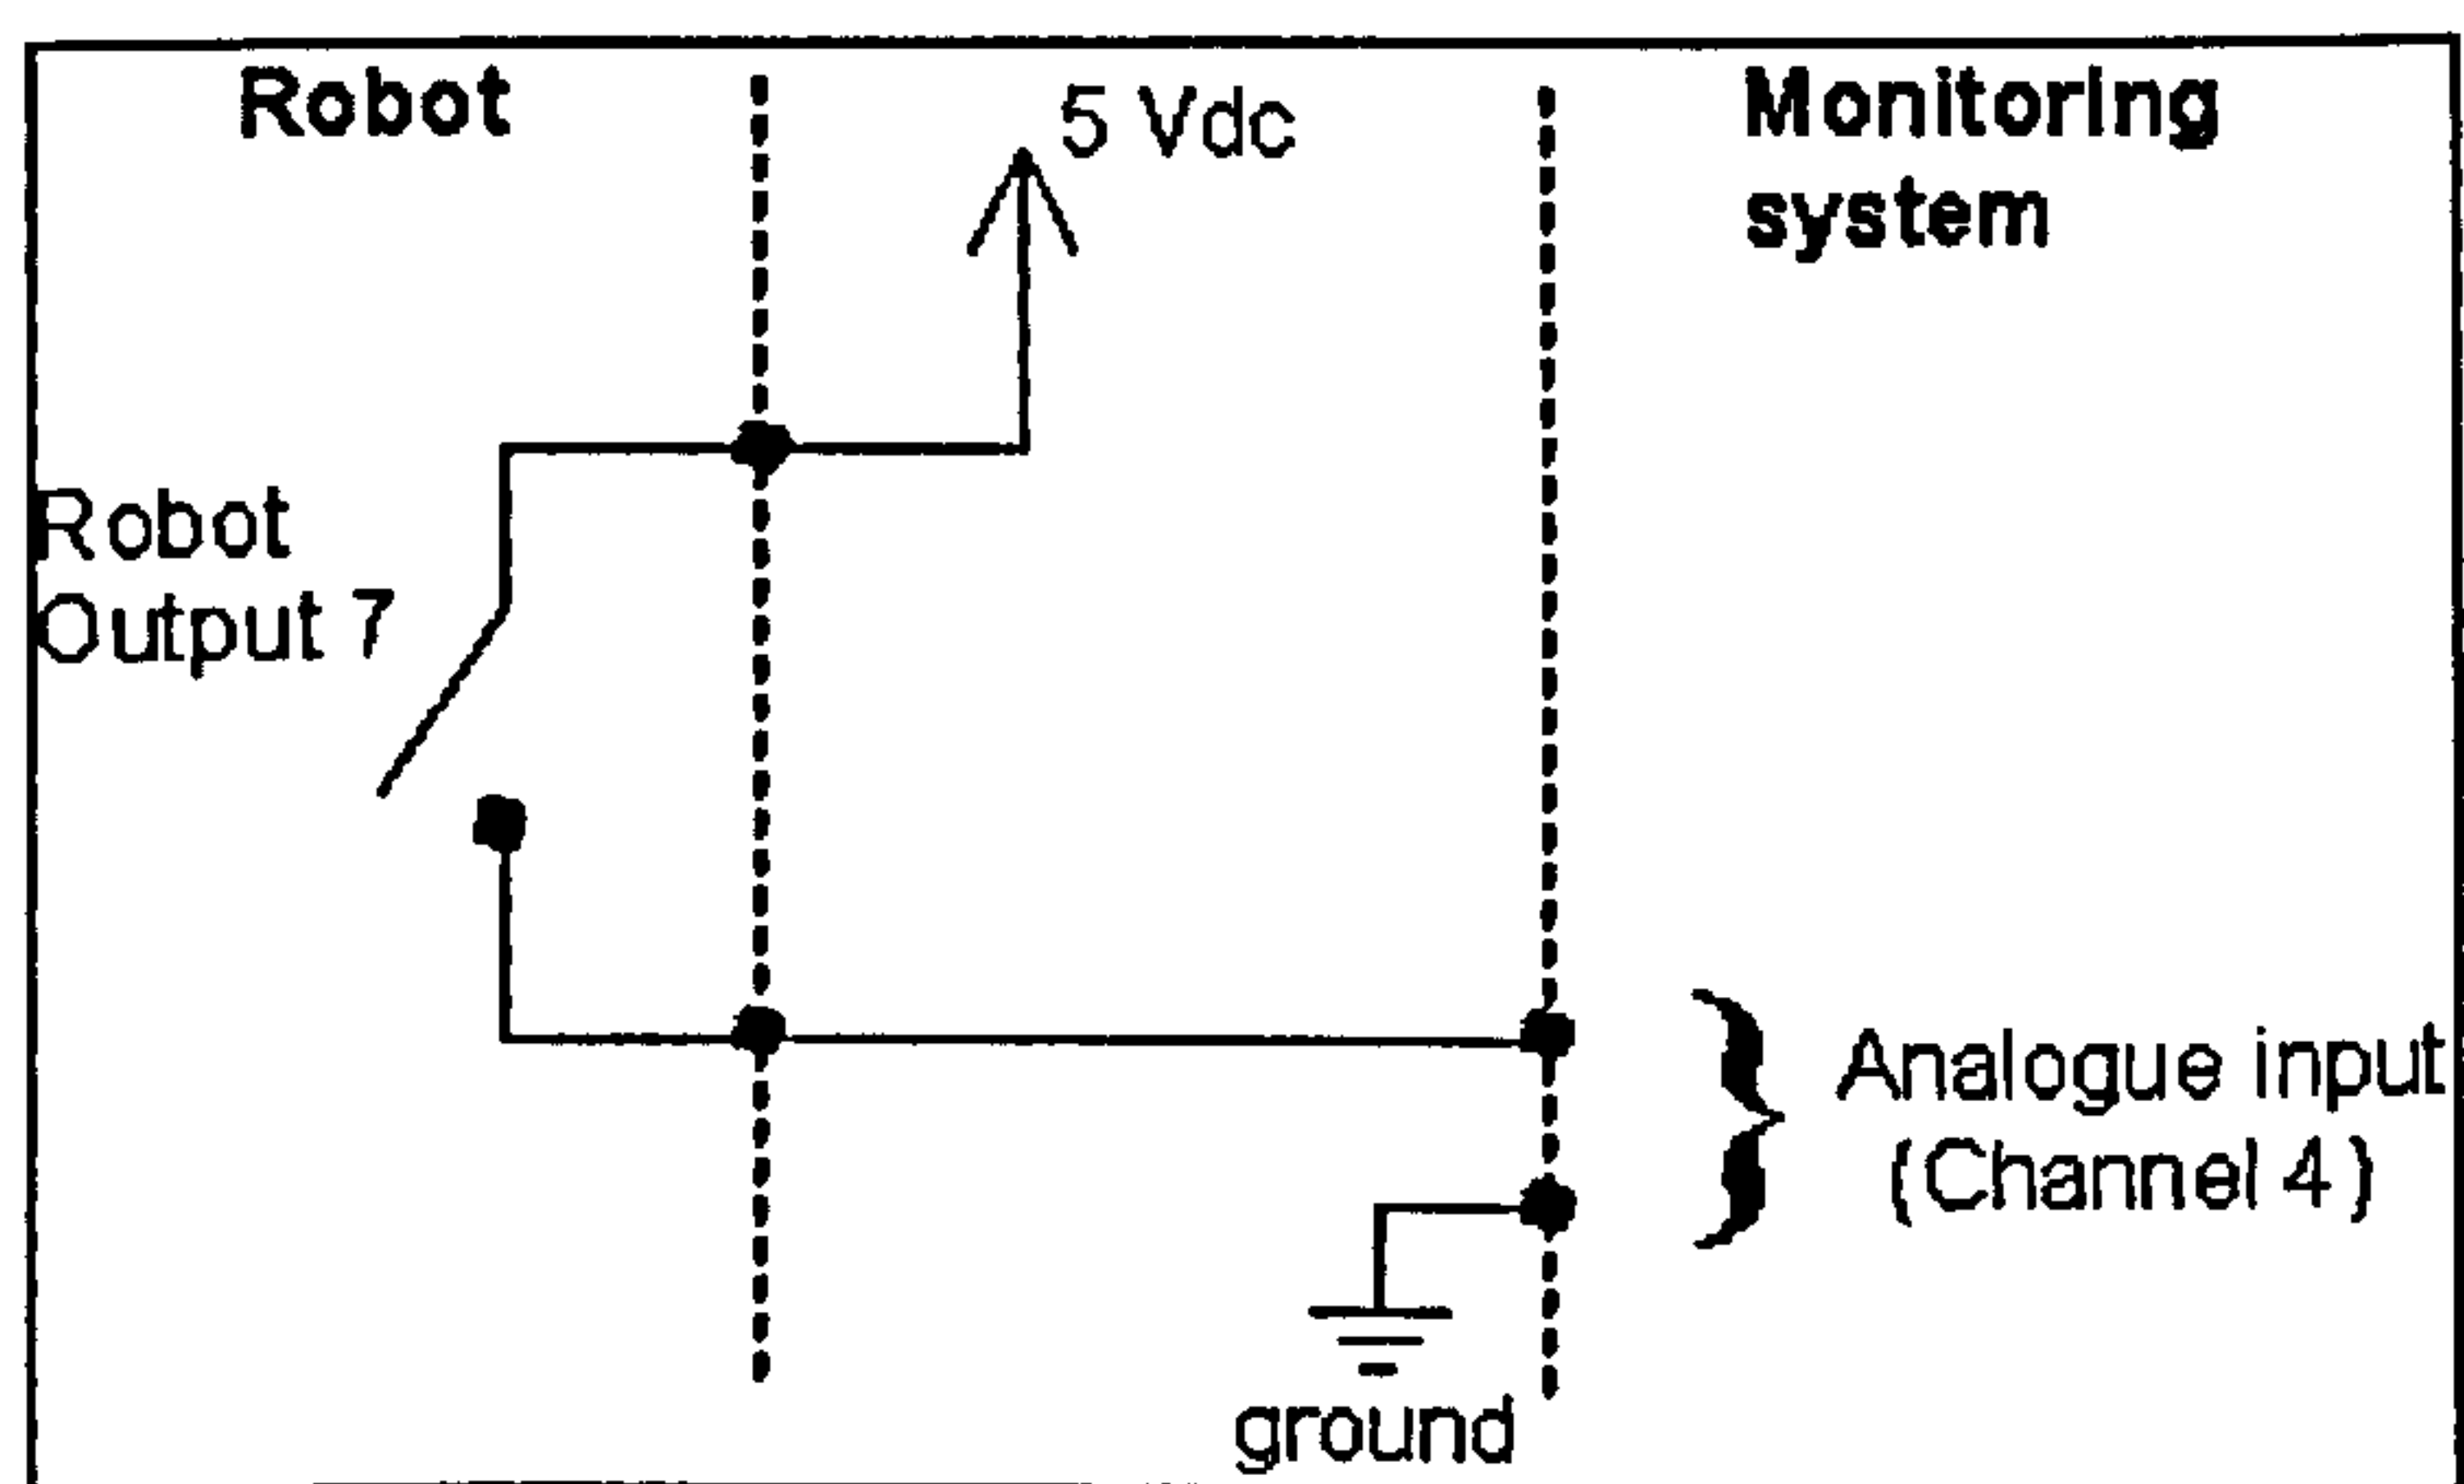 Robot
5 Vdc
Monitoring
system
Robot
Output 7
Analogue input
(Channel 4)
ground